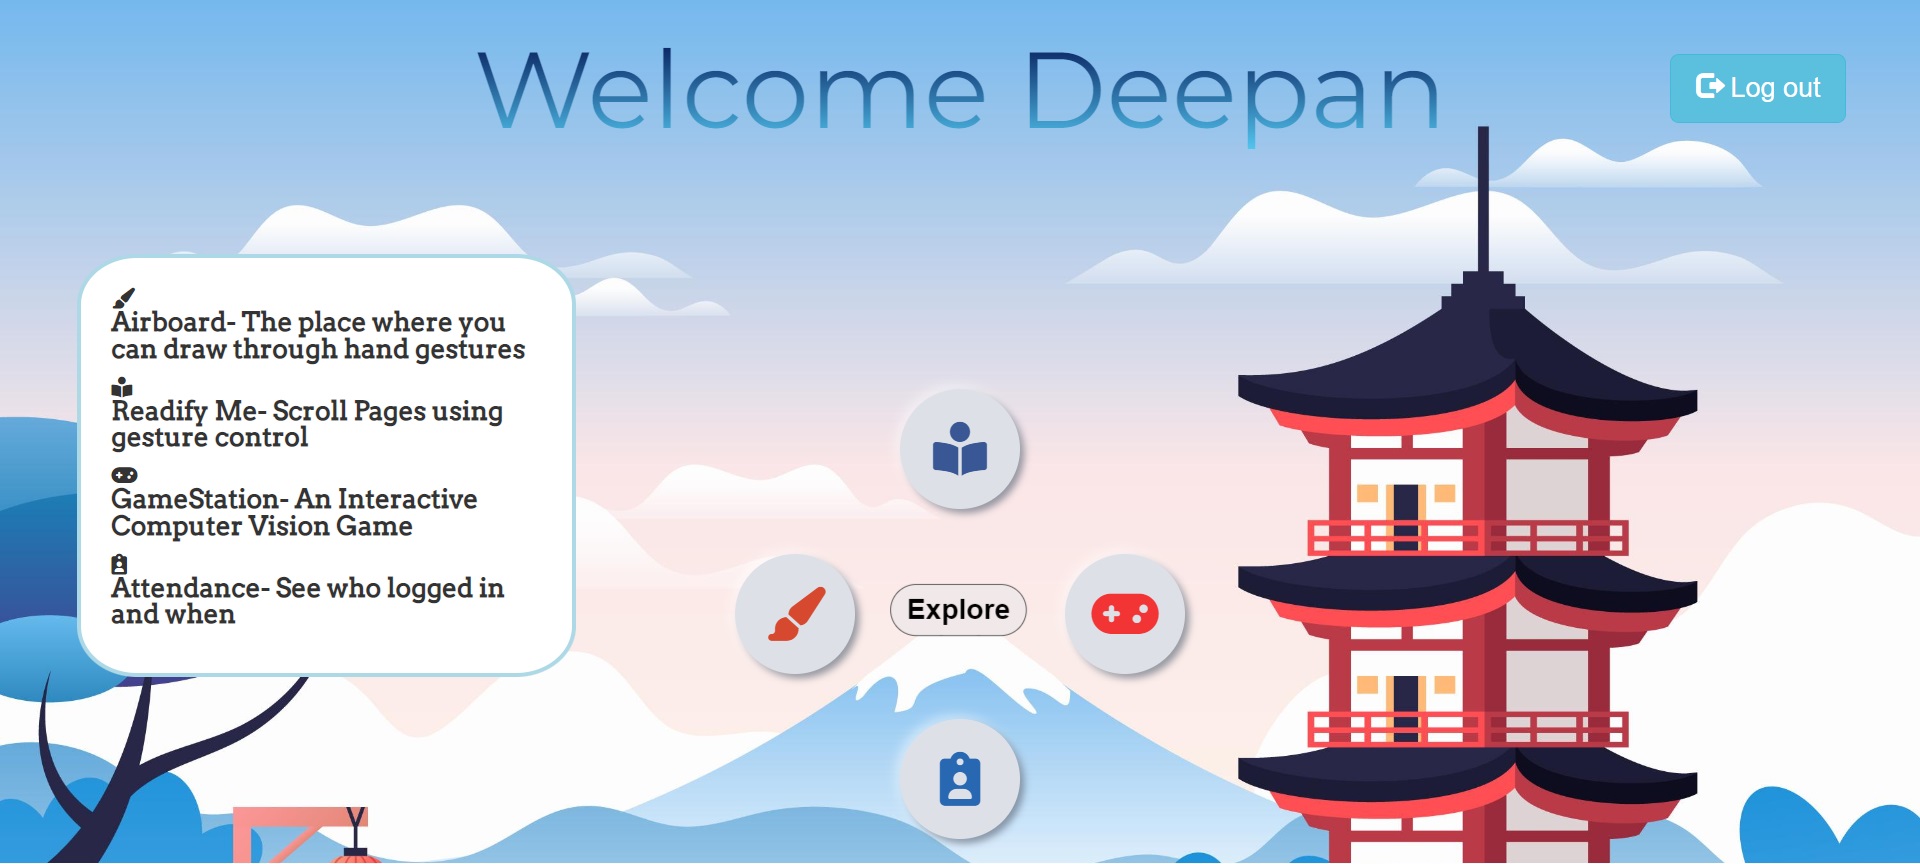 Welcome Deepan
Log out
Airboard- The place where you
can draw through hand gestures
Readify Me- Scroll Pages using
gesture control
GameStation- An Interactive
Computer Vision Game
Attendance- See who logged in
and when
Explore